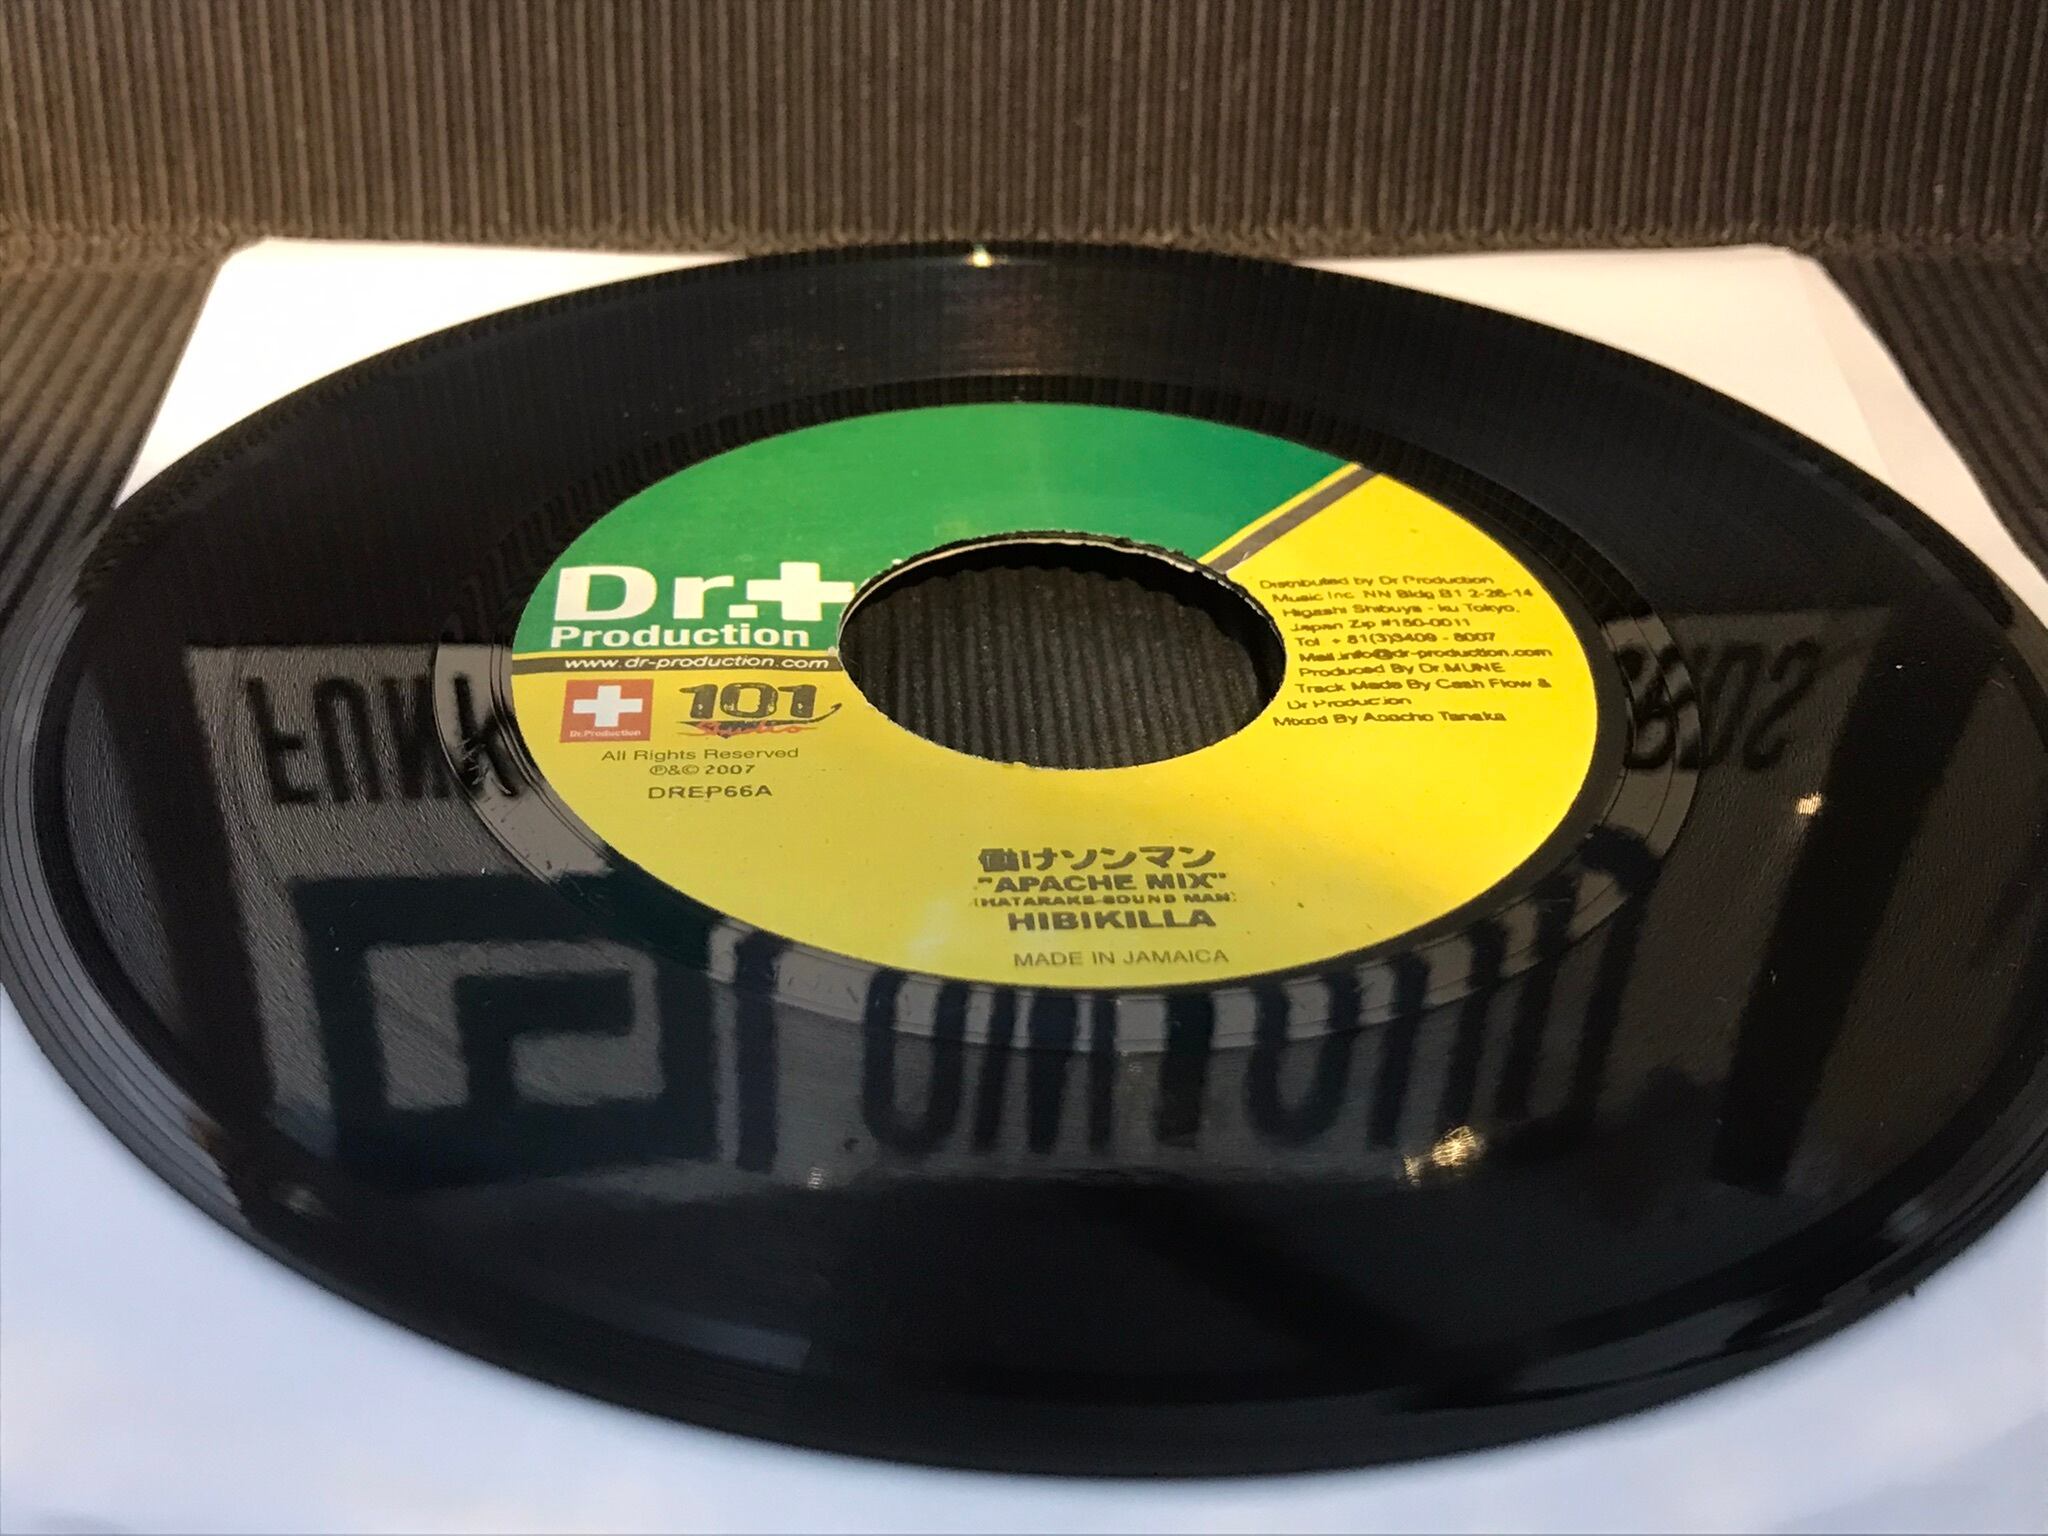 Dr.+
Production
www.dr-production.com
Dr.Production
101
Studio
All Rights Reserved
℗&© 2007
DREP66A
Distributed by Dr Production
Music Inc. NN Bldg B1 2-26-14
Higashi Shibuya - ku Tokyo,
Japan Zip #150-0011
Tel + 81(3)3409 - 8007
Mail.info@dr-production.com
Produced By Dr.MUNE
Track Made By Cash Flow &
Dr Production
Mixed By Apache Tanaka
働けソンマン
"APACHE MIX"
(HATARAKE SOUND MAN)
HIBIKILLA
MADE IN JAMAICA
FUNK